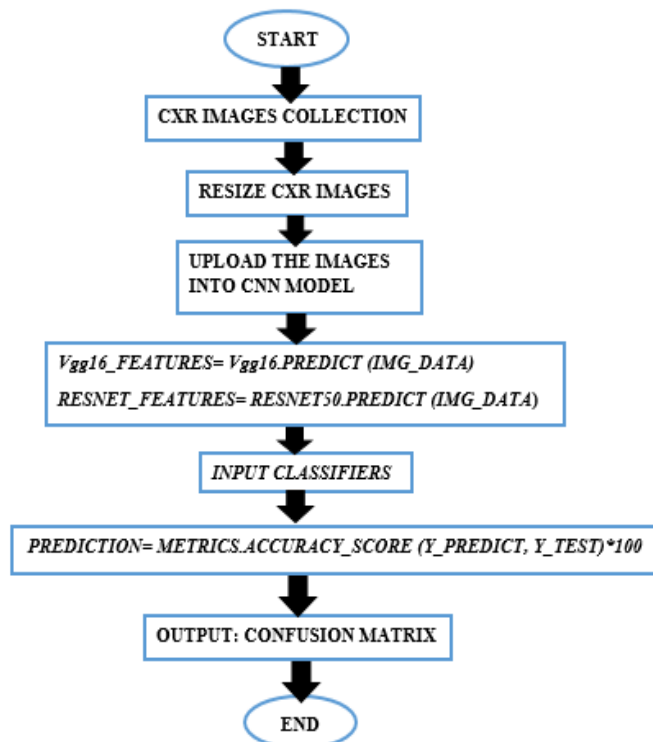 START
CXR IMAGES COLLECTION
RESIZE CXR IMAGES
UPLOAD THE IMAGES
INTO CNN MODEL
Vgg16_FEATURES= Vgg16.PREDICT (IMG_DATA)
RESNET_FEATURES= RESNET50.PREDICT (IMG_DATA)
INPUT CLASSIFIERS
PREDICTION= METRICS.ACCURACY_SCORE (Y_PREDICT, Y_TEST)*100
OUTPUT: CONFUSION MATRIX
END